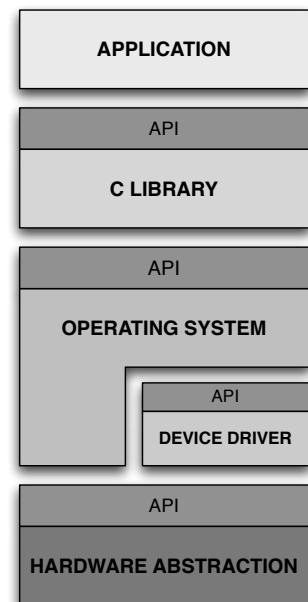 APPLICATION
API
C LIBRARY
API
OPERATING SYSTEM
API
DEVICE DRIVER
API
HARDWARE ABSTRACTION